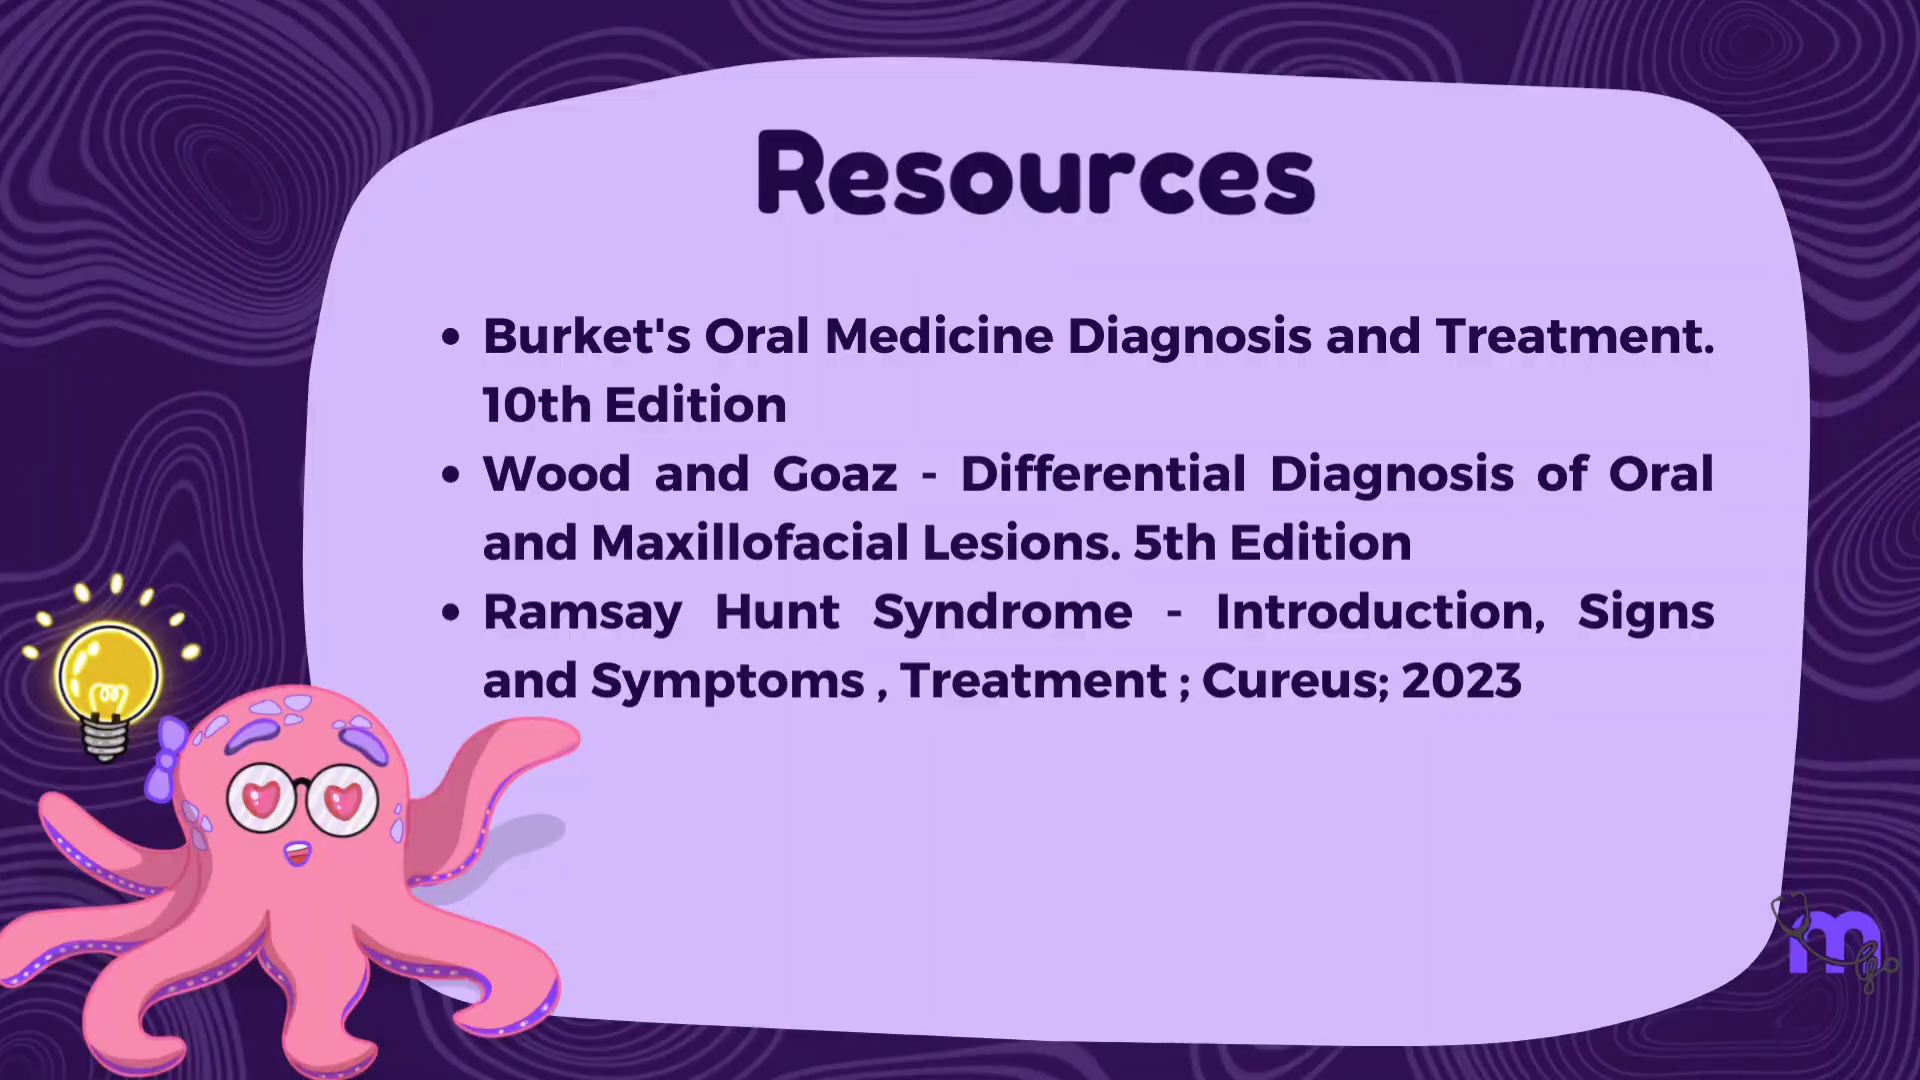 Resources
• Burket's Oral Medicine Diagnosis and Treatment.
10th Edition
• Wood and Goaz - Differential Diagnosis of Oral
and Maxillofacial Lesions. 5th Edition
• Ramsay Hunt Syndrome - Introduction, Signs
and Symptoms , Treatment ; Cureus; 2023
m
go